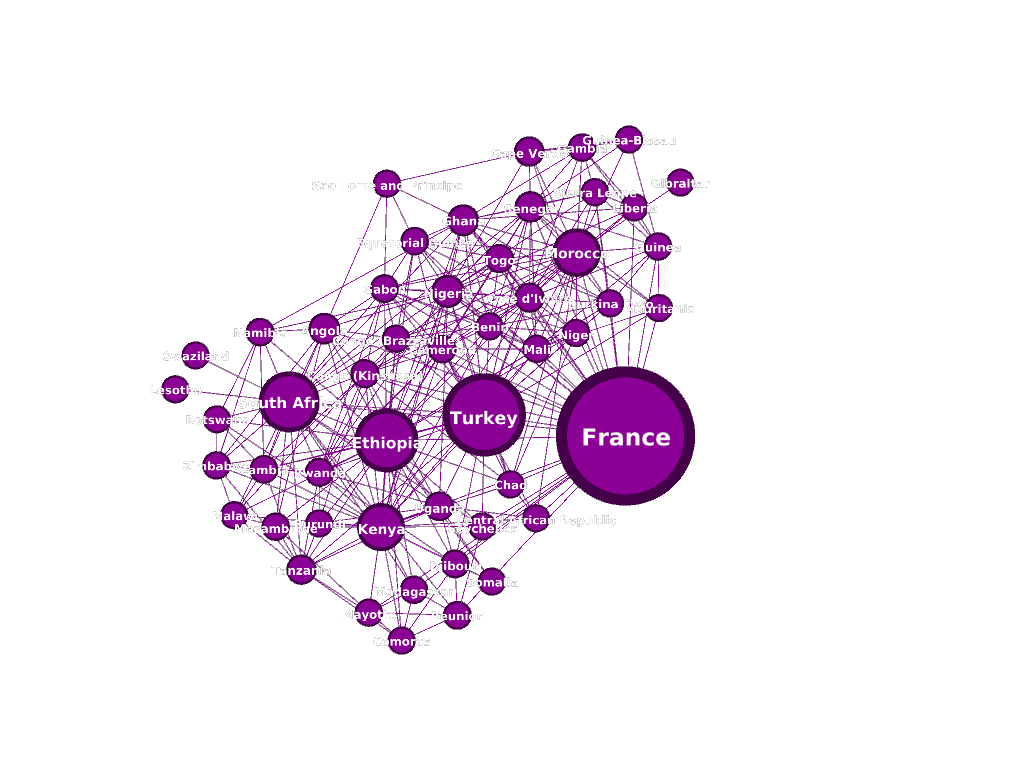 Guinea-Bissau
Gambia
Cape Verde
Gibraltar
Sao Tome and Principe
Sierra Leone
Senegal
Liberia
Ghana
Equatorial Guinea
Guinea
Morocco
Togo
Gabon
Nigeria
Cote d'Ivoire
Burkina Faso
Mauritania
Benin
Angola
Namibia
Niger
Congo (Brazzaville)
Cameroon
Mali
Swaziland
Congo (Kinshasa)
Lesotho
South Africa
Botswana
Turkey
France
Ethiopia
Zimbabwe
Zambia
Rwanda
Chad
Uganda
Malawi
Burundi
Central African Republic
Mozambique
Kenya
Seychelles
Djibouti
Tanzania
Somalia
Madagascar
Mayotte
Reunion
Comoros